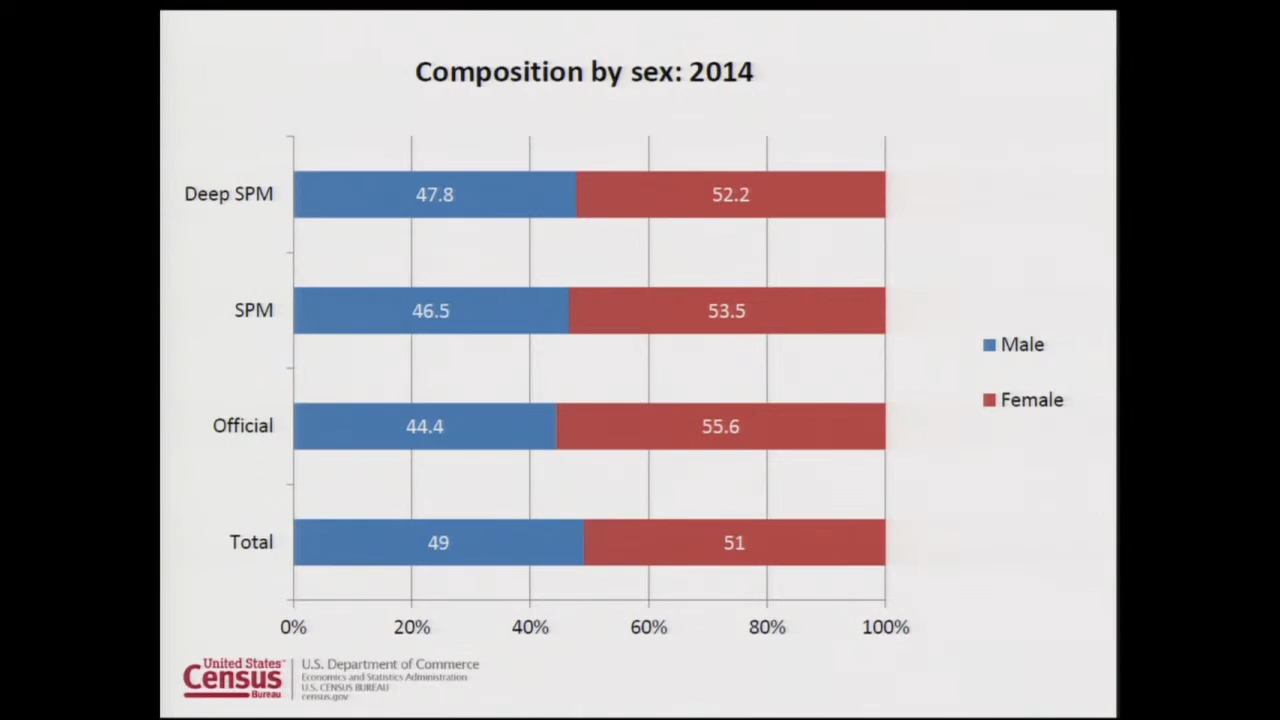 Composition by sex: 2014
Deep SPM
47.8
52.2
SPM
46.5
53.5
Male
Female
Official
44.4
55.6
Total
49
51
0%
20%
40%
60%
80%
100%
United States™
Census
Bureau
U.S. Department of Commerce
Economics and Statistics Administration
U.S. CENSUS BUREAU
census.gov